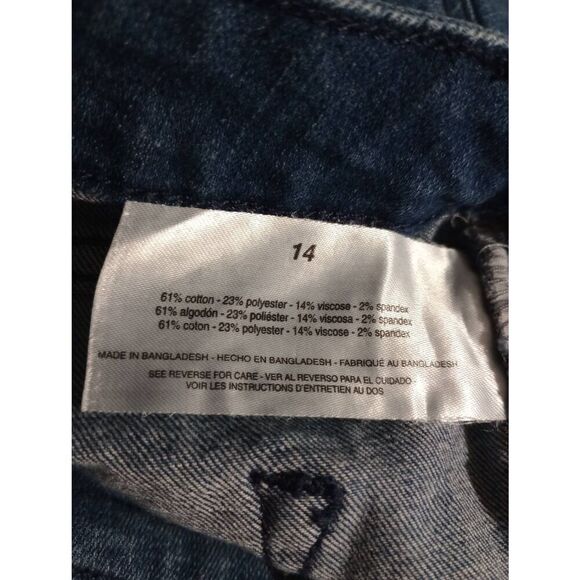 14
61% cotton - 23% polyester - 14% viscose - 2% spandex
61% algodón - 23% poliéster - 14% viscosa - 2% spandex
61% coton - 23% polyester - 14% viscose - 2% spandex
MADE IN BANGLADESH - HECHO EN BANGLADESH - FABRIQUÉ AU BANGLADESH
SEE REVERSE FOR CARE - VER AL REVERSO PARA EL CUIDADO -
VOIR LES INSTRUCTIONS D'ENTRETIEN AU DOS